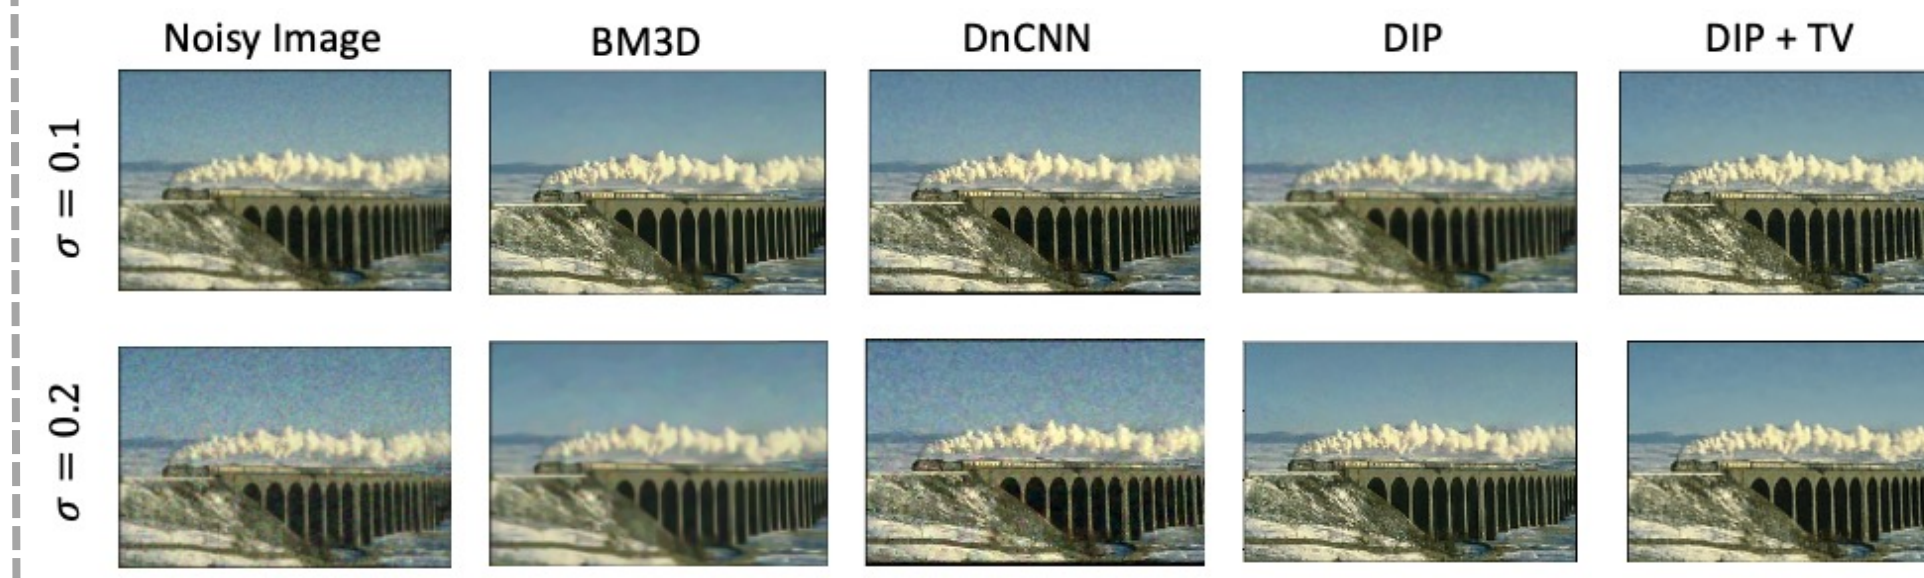 Noisy Image
BM3D
DnCNN
DIP
DIP + TV
σ = 0.1
σ = 0.2